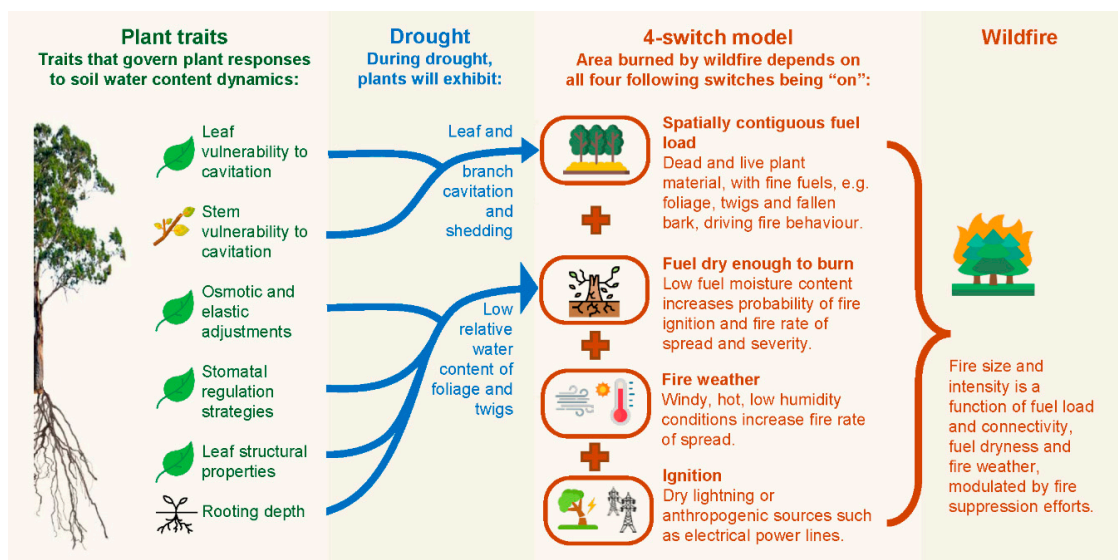 Plant traits
Traits that govern plant responses
to soil water content dynamics:
Leaf
vulnerability to
cavitation
Stem
vulnerability to
cavitation
Osmotic and
elastic adjustments
Stomatal
regulation
strategies
Leaf structural
properties
Rooting depth
Drought
During drought,
plants will exhibit:
Leaf and
branch
cavitation
and
shedding
Low
relative
water
content of
foliage and
twigs
4-switch model
Area burned by wildfire depends on
all four following switches being “on”:
Spatially contiguous fuel
load
Dead and live plant
material, with fine fuels, e.g.
foliage, twigs and fallen
bark, driving fire behaviour.
Fuel dry enough to burn
Low fuel moisture content
increases probability of fire
ignition and fire rate of
spread and severity.
Fire weather
Windy, hot, low humidity
conditions increase fire rate
of spread.
Ignition
Dry lightning or
anthropogenic sources such
as electrical power lines.
Wildfire
Fire size and
intensity is a
function of fuel load
and connectivity,
fuel dryness and
fire weather,
modulated by fire
suppression efforts.